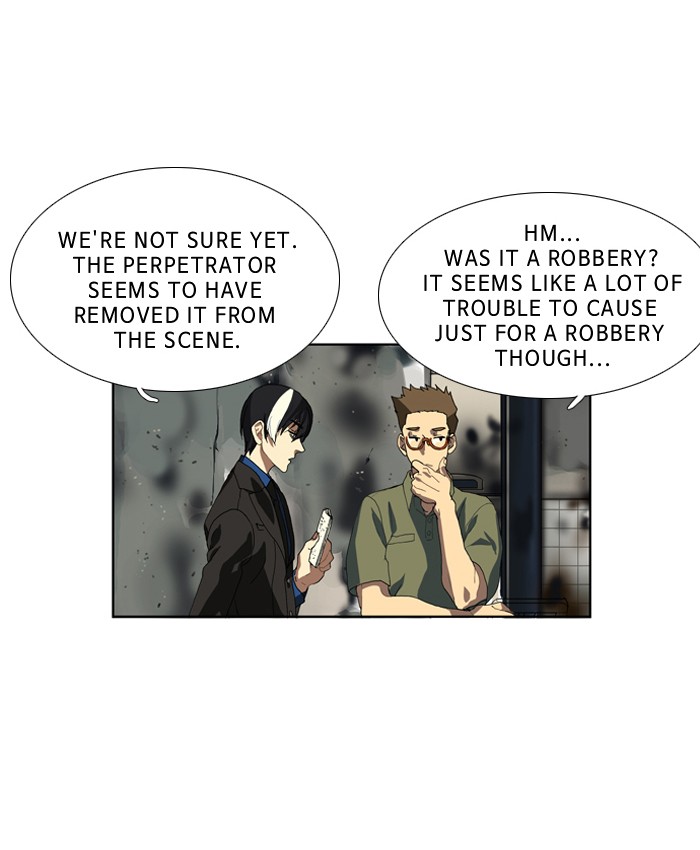 WE'RE NOT SURE YET.
THE PERPETRATOR
SEEMS TO HAVE
REMOVED IT FROM
THE SCENE.
HM...
WAS IT A ROBBERY?
IT SEEMS LIKE A LOT OF
TROUBLE TO CAUSE
JUST FOR A ROBBERY
THOUGH...